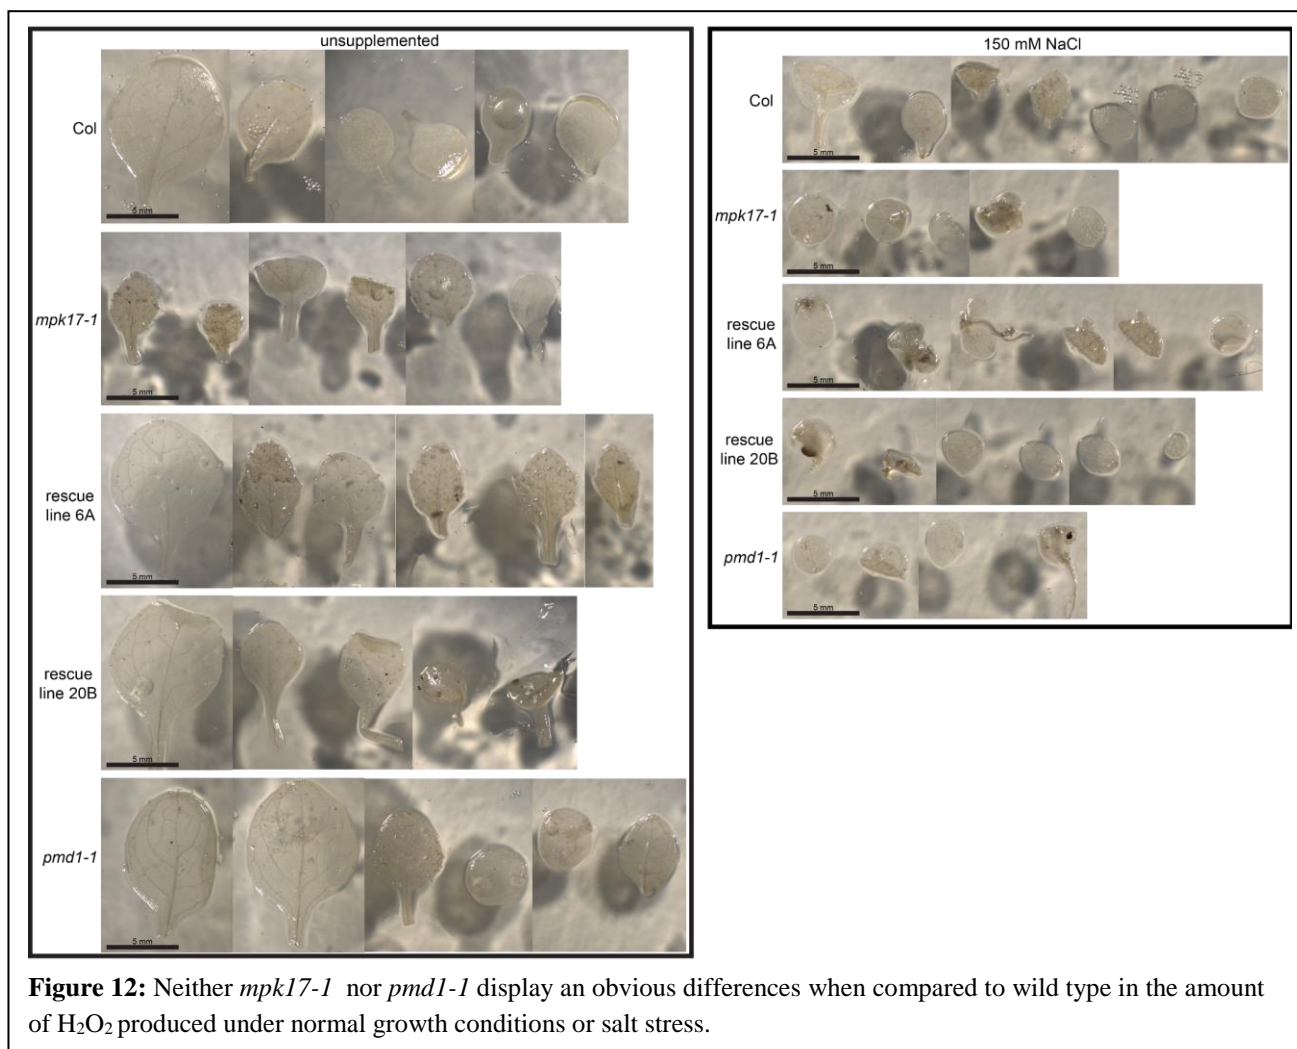 unsupplemented
Col
5 mm
mpk17-1
5 mm
rescue
line 6A
5 mm
rescue
line 20B
5 mm
pmd1-1
5 mm
150 mM NaCl
Col
5 mm
mpk17-1
5 mm
rescue
line 6A
5 mm
rescue
line 20B
5 mm
pmd1-1
5 mm
Figure 12: Neither mpk17-1 nor pmd1-1 display an obvious differences when compared to wild type in the amount
of H₂O₂ produced under normal growth conditions or salt stress.